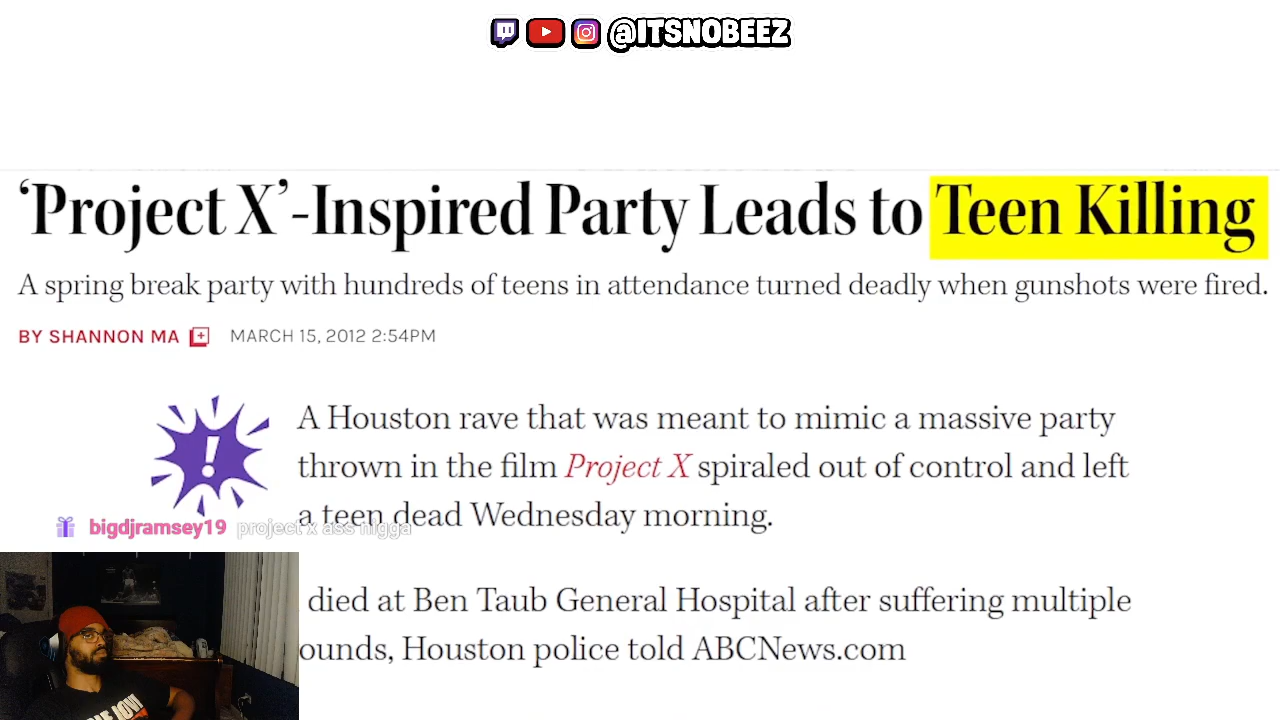 @ITSNOBEEZ
‘Project X’-Inspired Party Leads to Teen Killing
A spring break party with hundreds of teens in attendance turned deadly when gunshots were fired.
BY SHANNON MA MARCH 15, 2012 2:54PM
A Houston rave that was meant to mimic a massive party
thrown in the film Project X spiraled out of control and left
a teen dead Wednesday morning.
bigdjramsey19 project x ass nigga
died at Ben Taub General Hospital after suffering multiple
ounds, Houston police told ABCNews.com